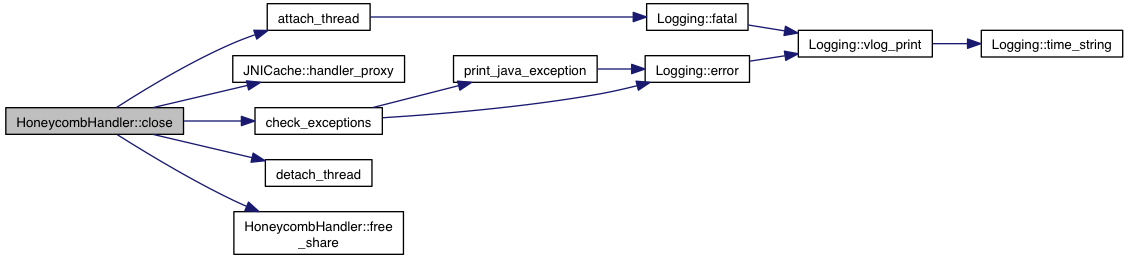 attach_thread
Logging::fatal
Logging::vlog_print
Logging::time_string
JNICache::handler_proxy
print_java_exception
Logging::error
HoneycombHandler::close
check_exceptions
detach_thread
HoneycombHandler::free
_share